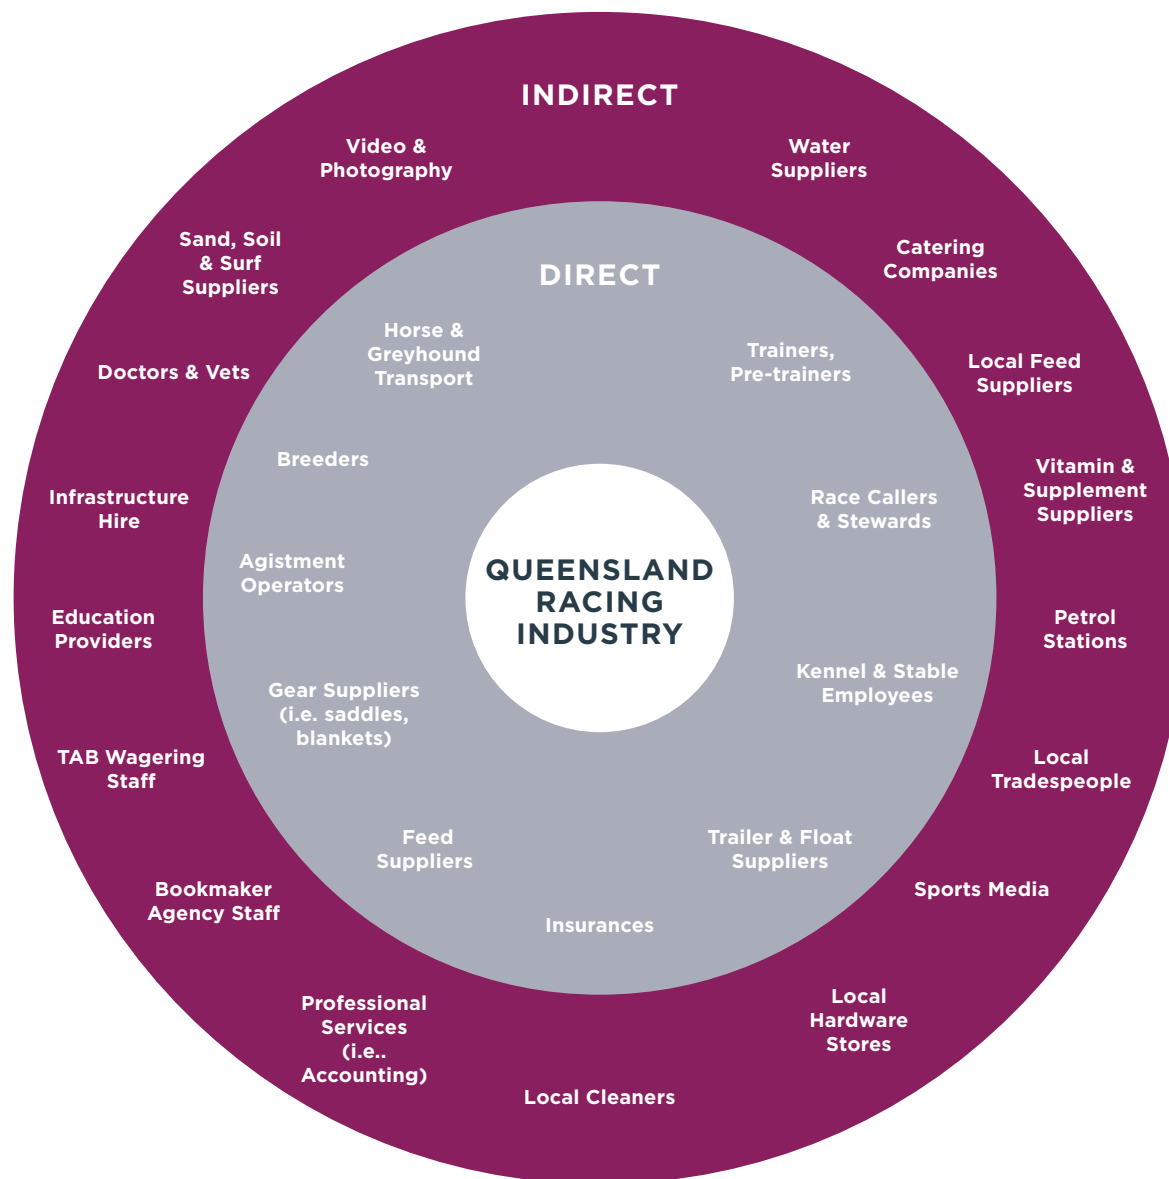 INDIRECT
Video &
Photography
Water
Suppliers
Sand, Soil
& Surf
Suppliers
Catering
Companies
Doctors & Vets
Local Feed
Suppliers
Infrastructure
Hire
Vitamin &
Supplement
Suppliers
Education
Providers
Petrol
Stations
TAB Wagering
Staff
Local
Tradespeople
Bookmaker
Agency Staff
Sports Media
Professional
Services
(i.e..
Accounting)
Local
Hardware
Stores
Local Cleaners
DIRECT
Horse &
Greyhound
Transport
Trainers,
Pre-trainers
Breeders
Race Callers
& Stewards
Agistment
Operators
Kennel & Stable
Employees
Gear Suppliers
(i.e. saddles,
blankets)
Feed
Suppliers
Trailer & Float
Suppliers
Insurances
QUEENSLAND
RACING
INDUSTRY